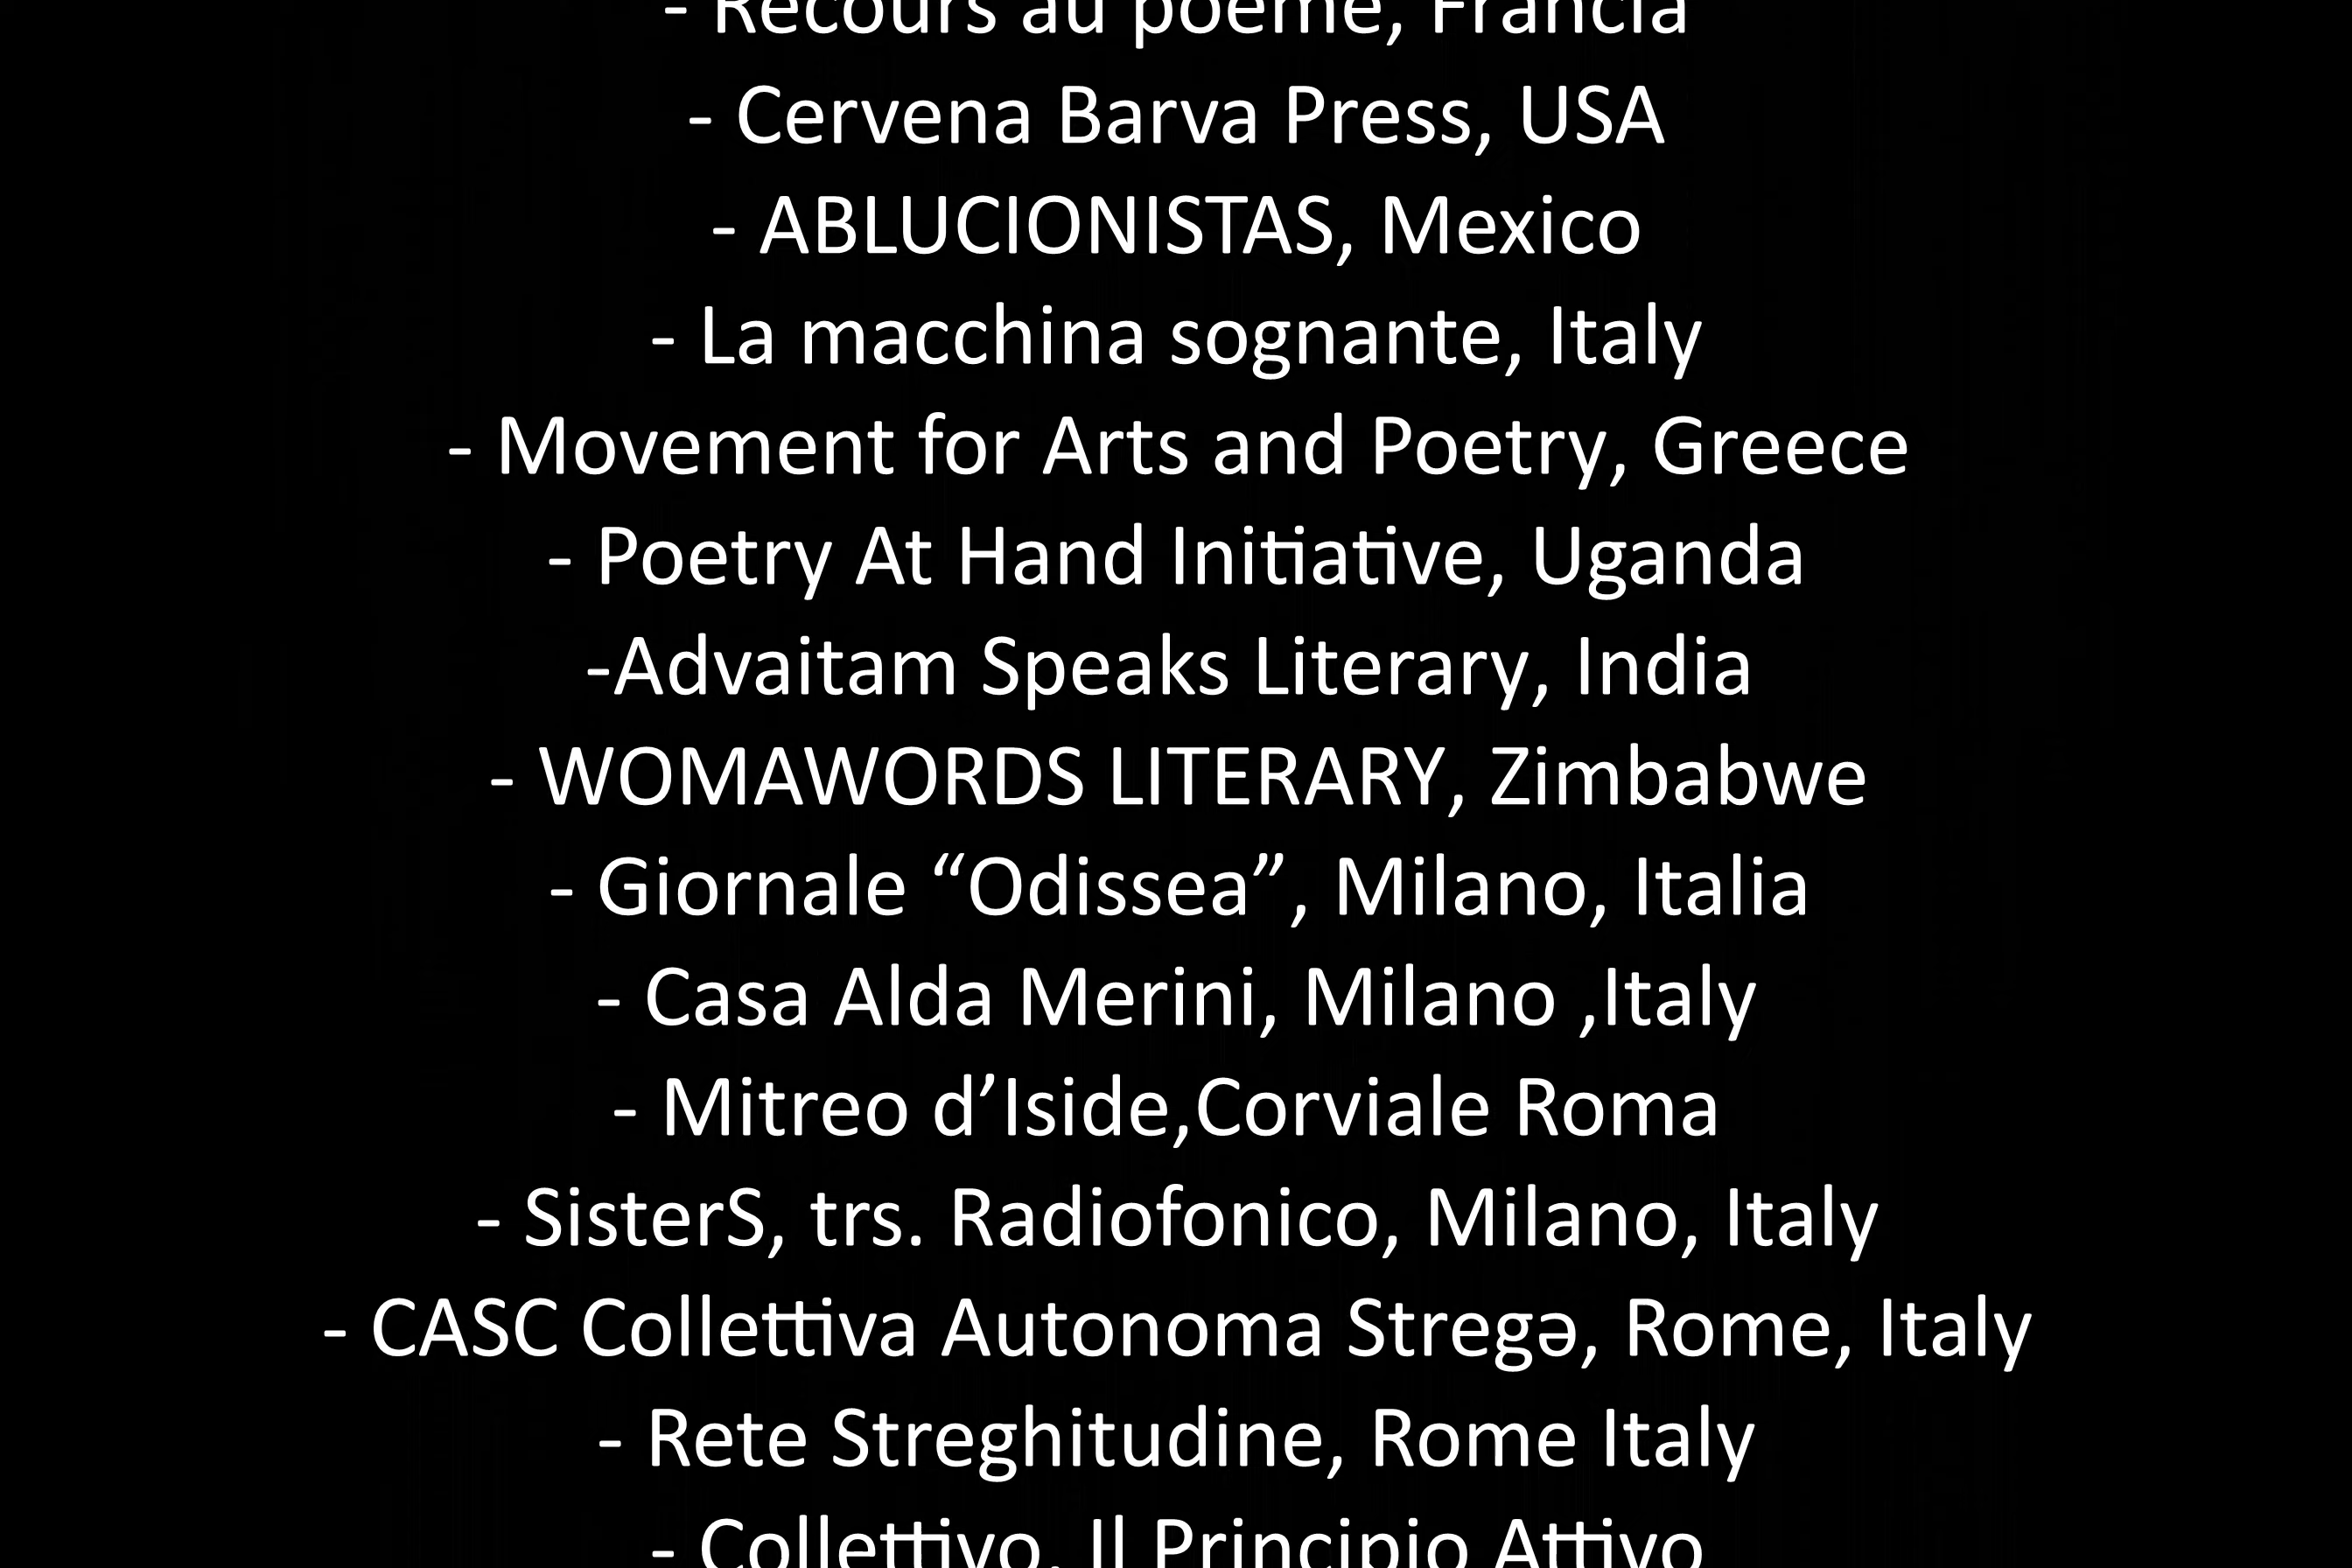 - Recours au poème, Francia
- Cervena Barva Press, USA
- ABLUCIONISTAS, Mexico
- La macchina sognante, Italy
- Movement for Arts and Poetry, Greece
- Poetry At Hand Initiative, Uganda
-Advaitam Speaks Literary, India
- WOMAWORDS LITERARY, Zimbabwe
- Giornale “Odissea”, Milano, Italia
- Casa Alda Merini, Milano ,Italy
- Mitreo d’Iside,Corviale Roma
- SisterS, trs. Radiofonico, Milano, Italy
- CASC Collettiva Autonoma Stregə, Rome, Italy
- Rete Streghitudine, Rome Italy
- Collettivo. Il Principio Attivo